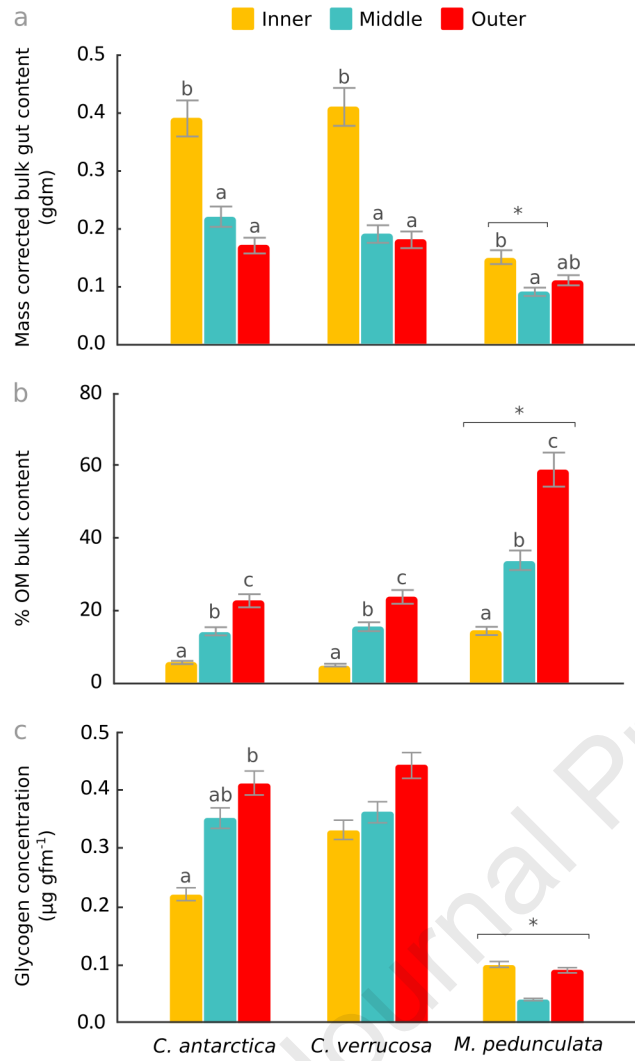 a
Inner Middle Outer
Mass corrected bulk gut content
(gdm)
0.5
0.4
0.3
0.2
0.1
0.0
b a a
b a a
*
b a ab
b
% OM bulk content
80
60
40
20
0
a b c
a b c
*
a b c
c
Glycogen concentration
(µg gfm⁻¹)
0.5
0.4
0.3
0.2
0.1
0.0
a ab b
*
C. antarctica C. verrucosa M. pedunculata
Journal P